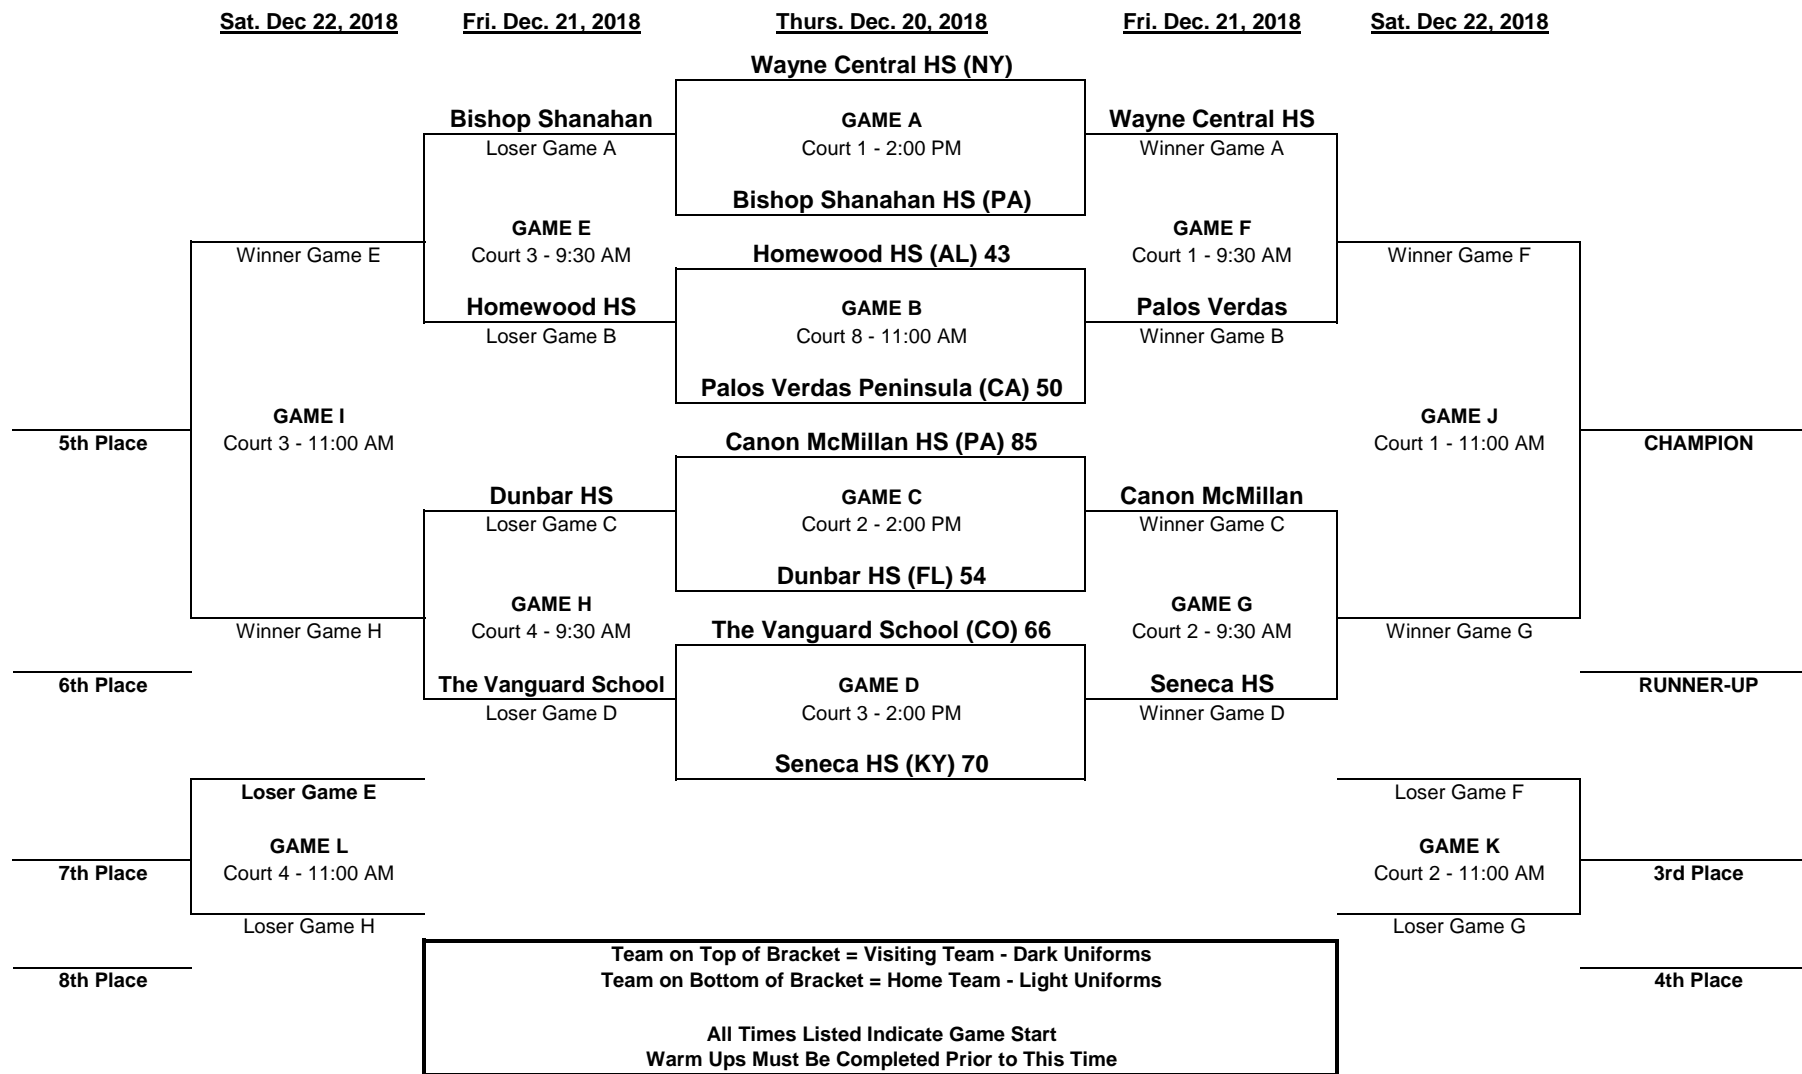 Sat. Dec 22, 2018 Fri. Dec. 21, 2018 Thurs. Dec. 20, 2018 Fri. Dec. 21, 2018 Sat. Dec 22, 2018
Wayne Central HS (NY)
Bishop Shanahan GAME A Wayne Central HS
Loser Game A Court 1 - 2:00 PM Winner Game A
Bishop Shanahan HS (PA)
GAME E GAME F
Winner Game E Court 3 - 9:30 AM Homewood HS (AL) 43 Court 1 - 9:30 AM Winner Game F
Homewood HS GAME B Palos Verdas
Loser Game B Court 8 - 11:00 AM Winner Game B
Palos Verdas Peninsula (CA) 50
GAME I GAME J
5th Place Court 3 - 11:00 AM Canon McMillan HS (PA) 85 Court 1 - 11:00 AM CHAMPION
Dunbar HS GAME C Canon McMillan
Loser Game C Court 2 - 2:00 PM Winner Game C
Dunbar HS (FL) 54
GAME H GAME G
Winner Game H Court 4 - 9:30 AM The Vanguard School (CO) 66 Court 2 - 9:30 AM Winner Game G
6th Place The Vanguard School GAME D Seneca HS RUNNER-UP
Loser Game D Court 3 - 2:00 PM Winner Game D
Seneca HS (KY) 70
Loser Game E Loser Game F
GAME L GAME K
7th Place Court 4 - 11:00 AM Court 2 - 11:00 AM 3rd Place
Loser Game H Loser Game G
Team on Top of Bracket = Visiting Team - Dark Uniforms
8th Place Team on Bottom of Bracket = Home Team - Light Uniforms 4th Place
All Times Listed Indicate Game Start
Warm Ups Must Be Completed Prior to This Time